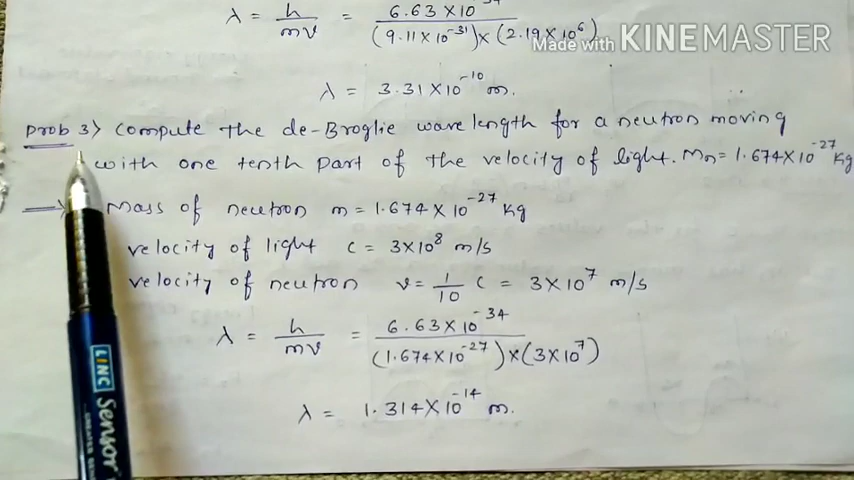 λ = h/mv = 6.63×10⁻³⁴/(9.11×10⁻³¹)×(2.19×10⁶)
Made with KINEMASTER
λ = 3.31×10⁻¹⁰ m.
Prob 3> Compute the de-Broglie wavelength for a neutron moving
with one tenth part of the velocity of light. Mn = 1.674×10⁻²⁷ Kg
→ Mass of neutron m = 1.674×10⁻²⁷ Kg
velocity of light c = 3×10⁸ m/s
velocity of neutron v = 1/10 c = 3×10⁷ m/s
λ = h/mv = 6.63×10⁻³⁴/(1.674×10⁻²⁷)×(3×10⁷)
λ = 1.314×10⁻¹⁴ m.
LINC Sensor